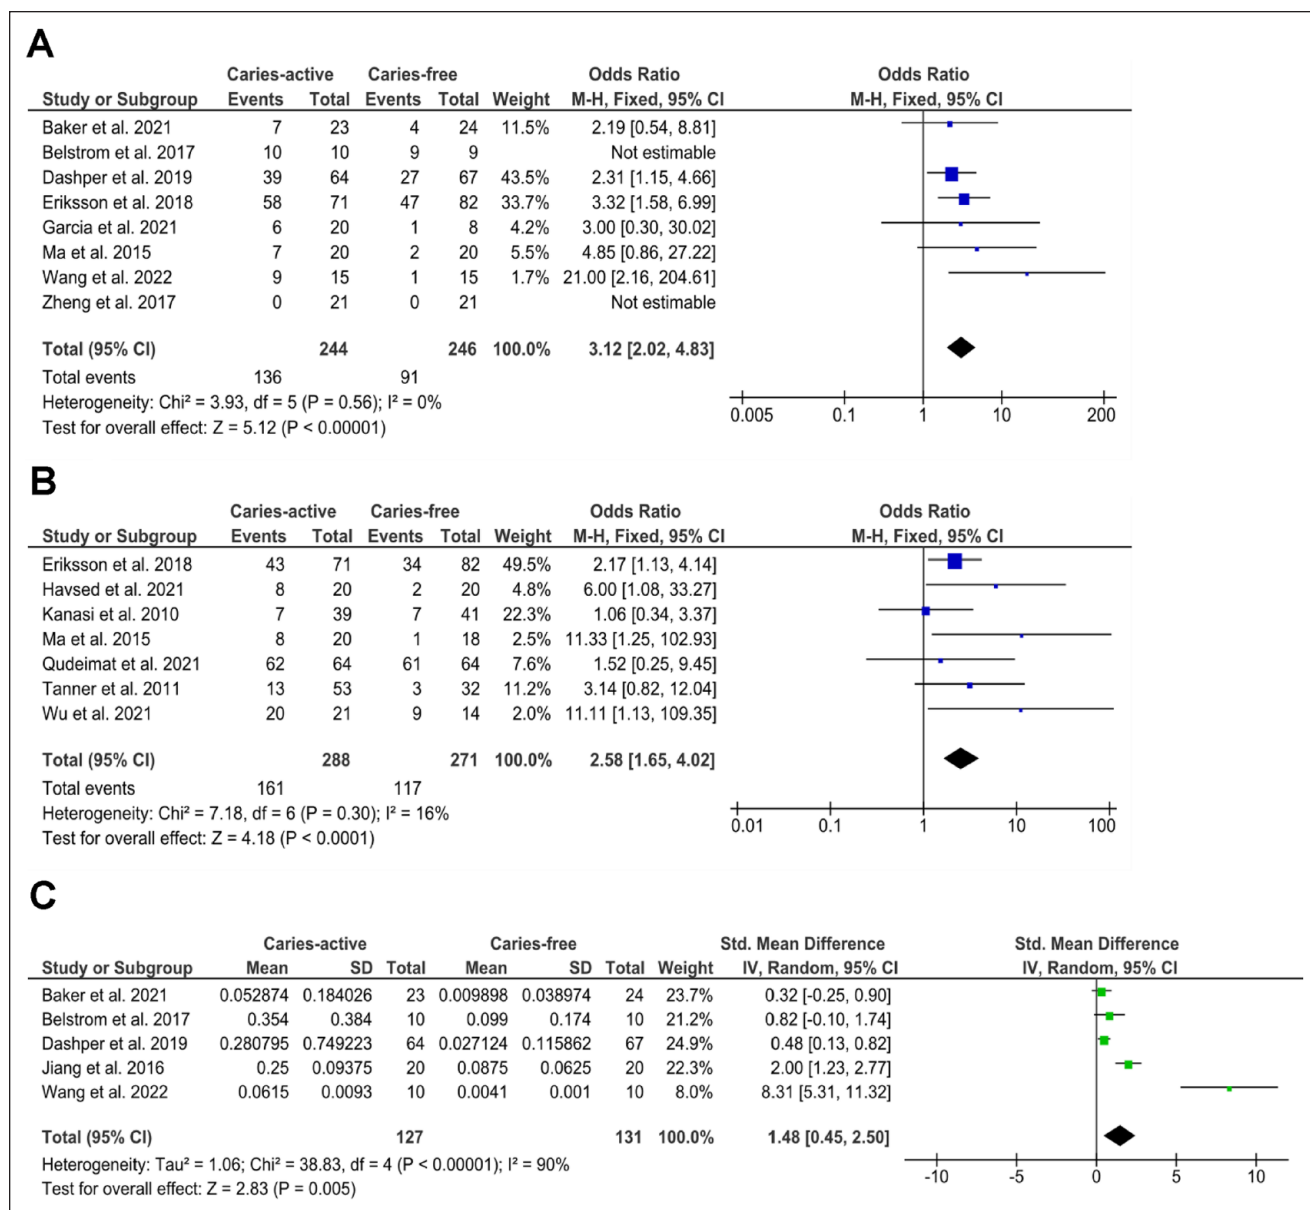 A
Caries-active Caries-free Odds Ratio Odds Ratio
Study or Subgroup Events Total Events Total Weight M-H, Fixed, 95% CI M-H, Fixed, 95% CI
Baker et al. 2021 7 23 4 24 11.5% 2.19 [0.54, 8.81]
Belstrom et al. 2017 10 10 9 9 Not estimable
Dashper et al. 2019 39 64 27 67 43.5% 2.31 [1.15, 4.66]
Eriksson et al. 2018 58 71 47 82 33.7% 3.32 [1.58, 6.99]
Garcia et al. 2021 6 20 1 8 4.2% 3.00 [0.30, 30.02]
Ma et al. 2015 7 20 2 20 5.5% 4.85 [0.86, 27.22]
Wang et al. 2022 9 15 1 15 1.7% 21.00 [2.16, 204.61]
Zheng et al. 2017 0 21 0 21 Not estimable
Total (95% CI) 244 246 100.0% 3.12 [2.02, 4.83]
Total events 136 91
Heterogeneity: Chi² = 3.93, df = 5 (P = 0.56); I² = 0%
Test for overall effect: Z = 5.12 (P < 0.00001)
0.005 0.1 1 10 200
B
Caries-active Caries-free Odds Ratio Odds Ratio
Study or Subgroup Events Total Events Total Weight M-H, Fixed, 95% CI M-H, Fixed, 95% CI
Eriksson et al. 2018 43 71 34 82 49.5% 2.17 [1.13, 4.14]
Havsed et al. 2021 8 20 2 20 4.8% 6.00 [1.08, 33.27]
Kanasi et al. 2010 7 39 7 41 22.3% 1.06 [0.34, 3.37]
Ma et al. 2015 8 20 1 18 2.5% 11.33 [1.25, 102.93]
Qudeimat et al. 2021 62 64 61 64 7.6% 1.52 [0.25, 9.45]
Tanner et al. 2011 13 53 3 32 11.2% 3.14 [0.82, 12.04]
Wu et al. 2021 20 21 9 14 2.0% 11.11 [1.13, 109.35]
Total (95% CI) 288 271 100.0% 2.58 [1.65, 4.02]
Total events 161 117
Heterogeneity: Chi² = 7.18, df = 6 (P = 0.30); I² = 16%
Test for overall effect: Z = 4.18 (P < 0.0001)
0.01 0.1 1 10 100
C
Caries-active Caries-free Std. Mean Difference Std. Mean Difference
Study or Subgroup Mean SD Total Mean SD Total Weight IV, Random, 95% CI IV, Random, 95% CI
Baker et al. 2021 0.052874 0.184026 23 0.009898 0.038974 24 23.7% 0.32 [-0.25, 0.90]
Belstrom et al. 2017 0.354 0.384 10 0.099 0.174 10 21.2% 0.82 [-0.10, 1.74]
Dashper et al. 2019 0.280795 0.749223 64 0.027124 0.115862 67 24.9% 0.48 [0.13, 0.82]
Jiang et al. 2016 0.25 0.09375 20 0.0875 0.0625 20 22.3% 2.00 [1.23, 2.77]
Wang et al. 2022 0.0615 0.0093 10 0.0041 0.001 10 8.0% 8.31 [5.31, 11.32]
Total (95% CI) 127 131 100.0% 1.48 [0.45, 2.50]
Heterogeneity: Tau² = 1.06; Chi² = 38.83, df = 4 (P < 0.00001); I² = 90%
Test for overall effect: Z = 2.83 (P = 0.005)
-10 -5 0 5 10